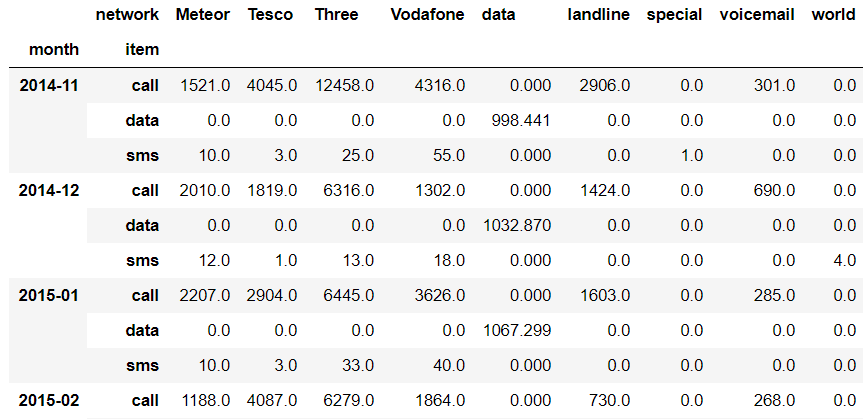 network Meteor Tesco Three Vodafone data landline special voicemail world
month item
2014-11 call 1521.0 4045.0 12458.0 4316.0 0.000 2906.0 0.0 301.0 0.0
data 0.0 0.0 0.0 0.0 998.441 0.0 0.0 0.0 0.0
sms 10.0 3.0 25.0 55.0 0.000 0.0 1.0 0.0 0.0
2014-12 call 2010.0 1819.0 6316.0 1302.0 0.000 1424.0 0.0 690.0 0.0
data 0.0 0.0 0.0 0.0 1032.870 0.0 0.0 0.0 0.0
sms 12.0 1.0 13.0 18.0 0.000 0.0 0.0 0.0 4.0
2015-01 call 2207.0 2904.0 6445.0 3626.0 0.000 1603.0 0.0 285.0 0.0
data 0.0 0.0 0.0 0.0 1067.299 0.0 0.0 0.0 0.0
sms 10.0 3.0 33.0 40.0 0.000 0.0 0.0 0.0 0.0
2015-02 call 1188.0 4087.0 6279.0 1864.0 0.000 730.0 0.0 268.0 0.0